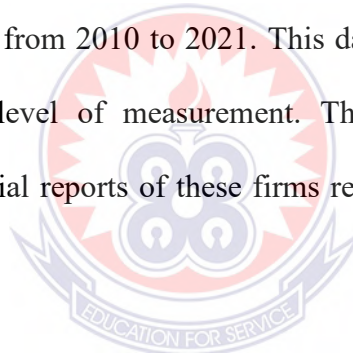 from 2010 to 2021. This da
level of measurement. Th
ial reports of these firms re
EDUCATION FOR SERVICE